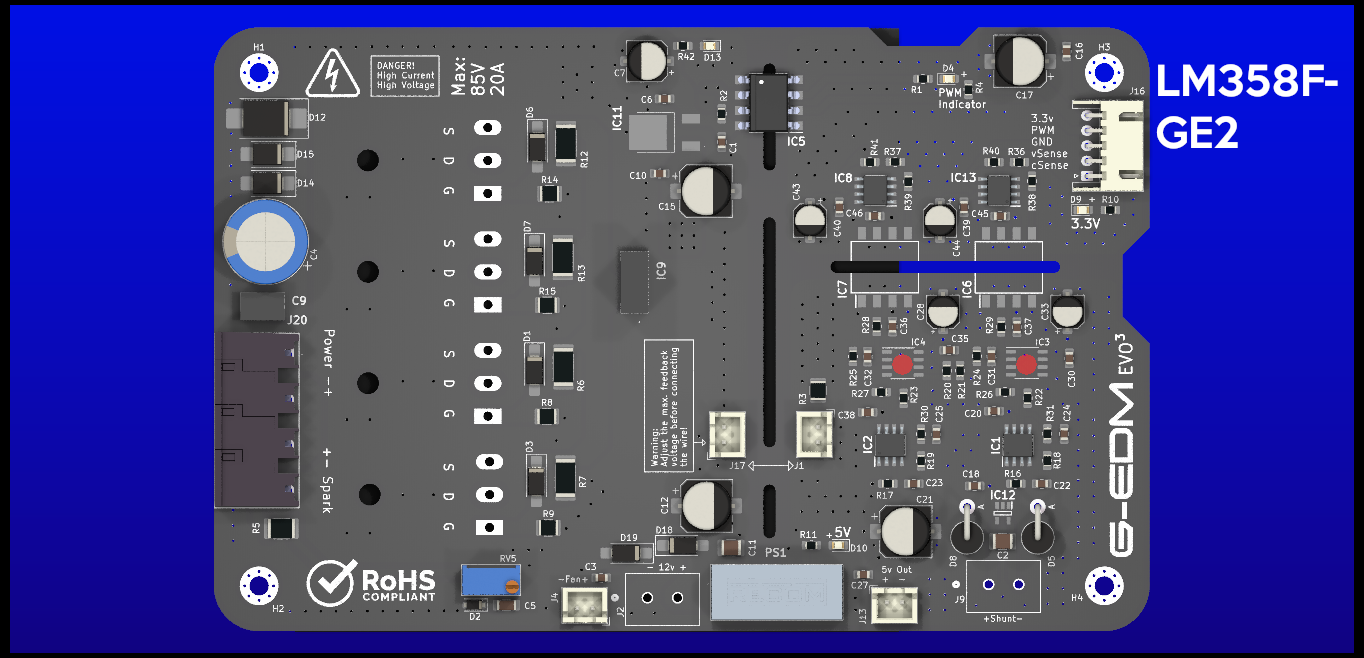 LM358F-
GE2
H1
DANGER!
High Current
High Voltage
Max:
85V
20A
C7
R42
D13
C17
C16
H3
J16
D12
D15
D14
C4
C9
J20
Power -+
+- Spark
R5
S
D
G
S
D
G
S
D
G
S
D
G
D6
R12
R14
D7
R13
R15
D1
R6
R8
D3
R7
R9
IC11
C6
R2
C1
IC5
C10
C15
IC9
Warning:
Adjust the max. feedback
voltage before connecting
the wire!
J17
J1
R3
C12
D19
D18
C11
PS1
R1
D4
+
R4
PWM
Indicator
3.3v
PWM
GND
vSense
cSense
D9 +
R10
3.3V
R41
R37
IC8
R39
C46
C43
C40
R40
R36
IC13
R38
C45
C39
C44
IC7
IC6
C28
C33
R28
C36
R29
C37
IC4
C35
IC3
R25
C32
R20
R21
R24
C31
C30
R27
R23
R26
R22
C38
C20
R30
C25
R31
C24
IC2
R19
IC1
R18
R17
C23
C18
R16
C22
C21
IC12
A
A
D8
C2
D5
G-EDM EVO³
R11
+5V
D10
5v Out
+ -
C27
J13
J9
+Shunt-
H4
H2
RoHS
COMPLIANT
RV5
D2
C5
C3
-Fan+
J4
- 12v +
J2